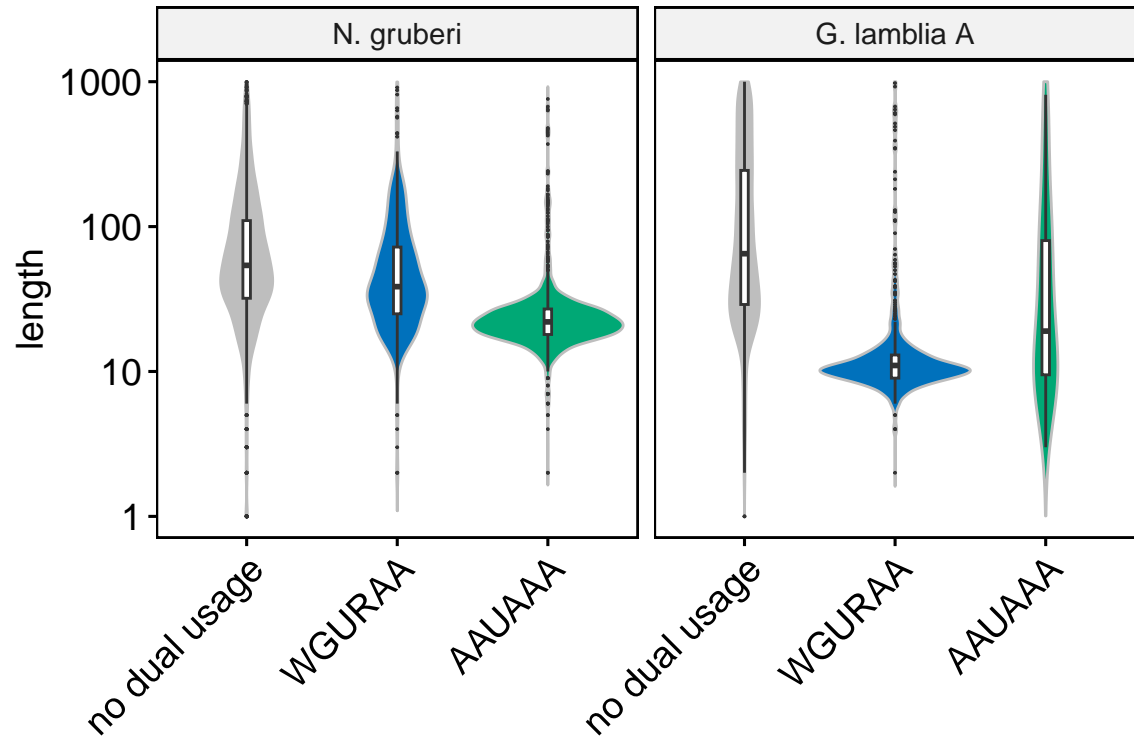 N. gruberi
G. lamblia A
1000
100
10
1
length
no dual usage
WGURAA
AAUAAA
no dual usage
WGURAA
AAUAAA